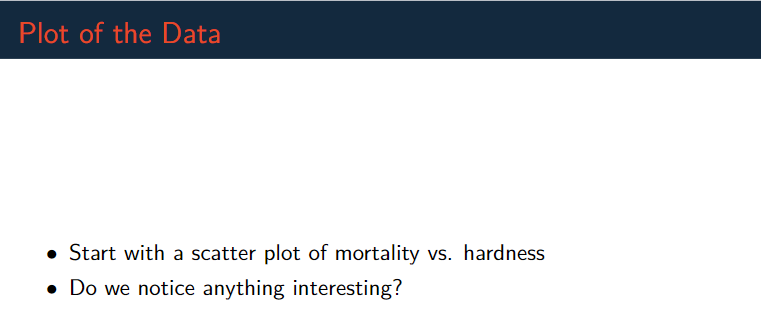 Plot of the Data
• Start with a scatter plot of mortality vs. hardness
• Do we notice anything interesting?